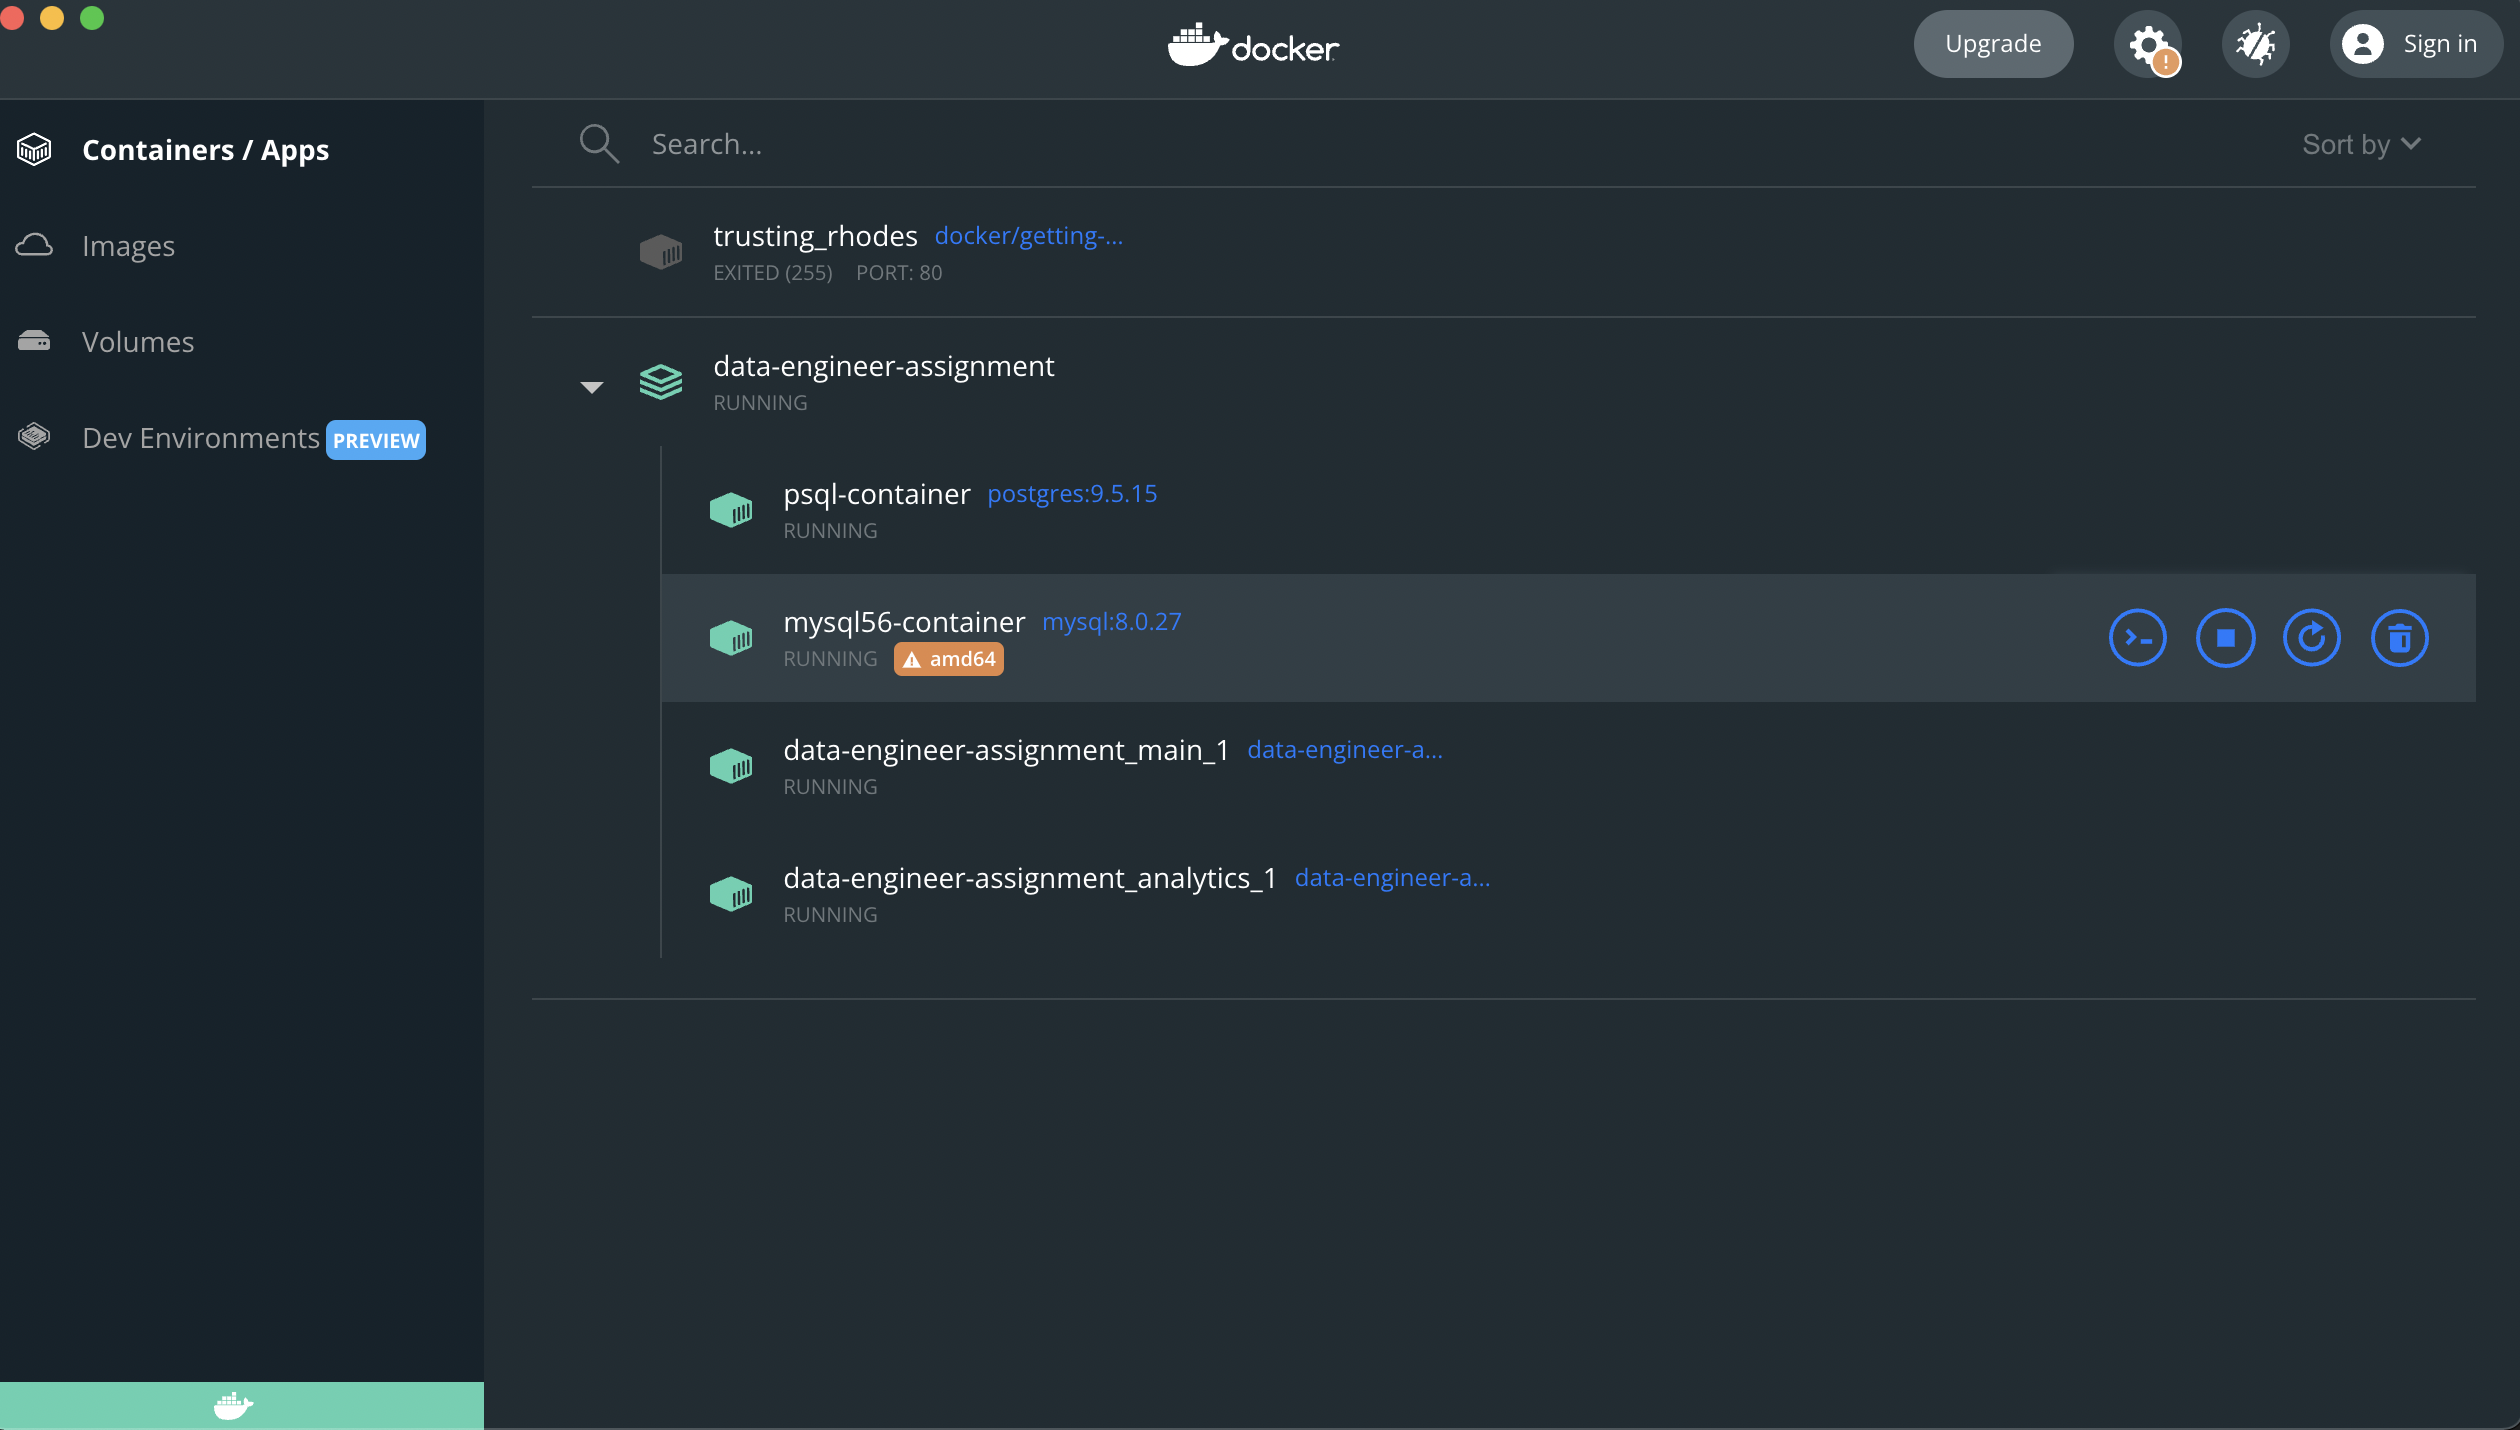 docker
Upgrade
!
Sign in
Containers / Apps
Images
Volumes
Dev Environments PREVIEW
Search...
Sort by
trusting_rhodes docker/getting-...
EXITED (255) PORT: 80
data-engineer-assignment
RUNNING
psql-container postgres:9.5.15
RUNNING
mysql56-container mysql:8.0.27
RUNNING amd64
data-engineer-assignment_main_1 data-engineer-a...
RUNNING
data-engineer-assignment_analytics_1 data-engineer-a...
RUNNING